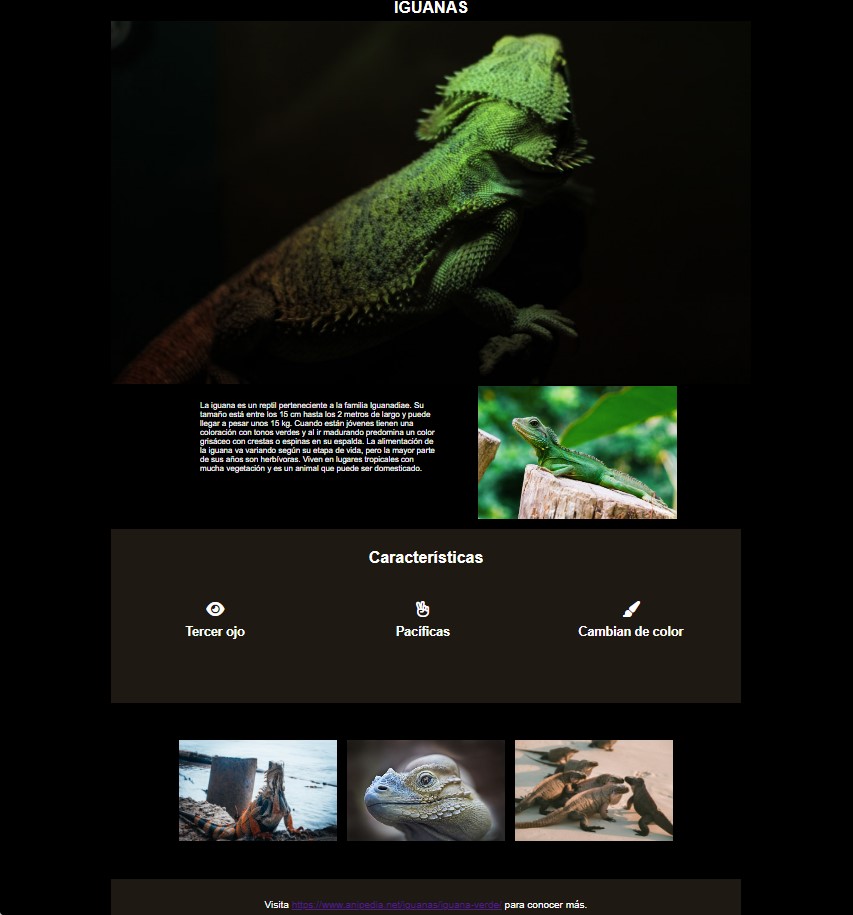 IGUANAS
La iguana es un reptil perteneciente a la familia Iguanadiae. Su
tamaño está entre los 15 cm hasta los 2 metros de largo y puede
llegar a pesar unos 15 kg. Cuando están jóvenes tienen una
coloración con tonos verdes y al ir madurando predomina un color
grisáceo con crestas o espinas en su espalda. La alimentación de
la iguana va variando según su etapa de vida, pero la mayor parte
de sus años son herbívoras. Viven en lugares tropicales con
mucha vegetación y es un animal que puede ser domesticado.
Características
Tercer ojo
Pacíficas
Cambian de color
Visita https://www.anipedia.net/iguanas/iguana-verde/ para conocer más.